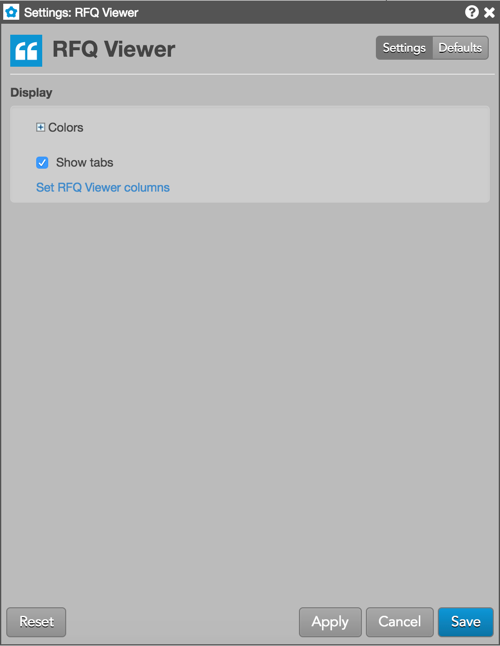 Settings: RFQ Viewer
RFQ Viewer
Settings Defaults
Display
Colors
Show tabs
Set RFQ Viewer columns
Reset Apply Cancel Save